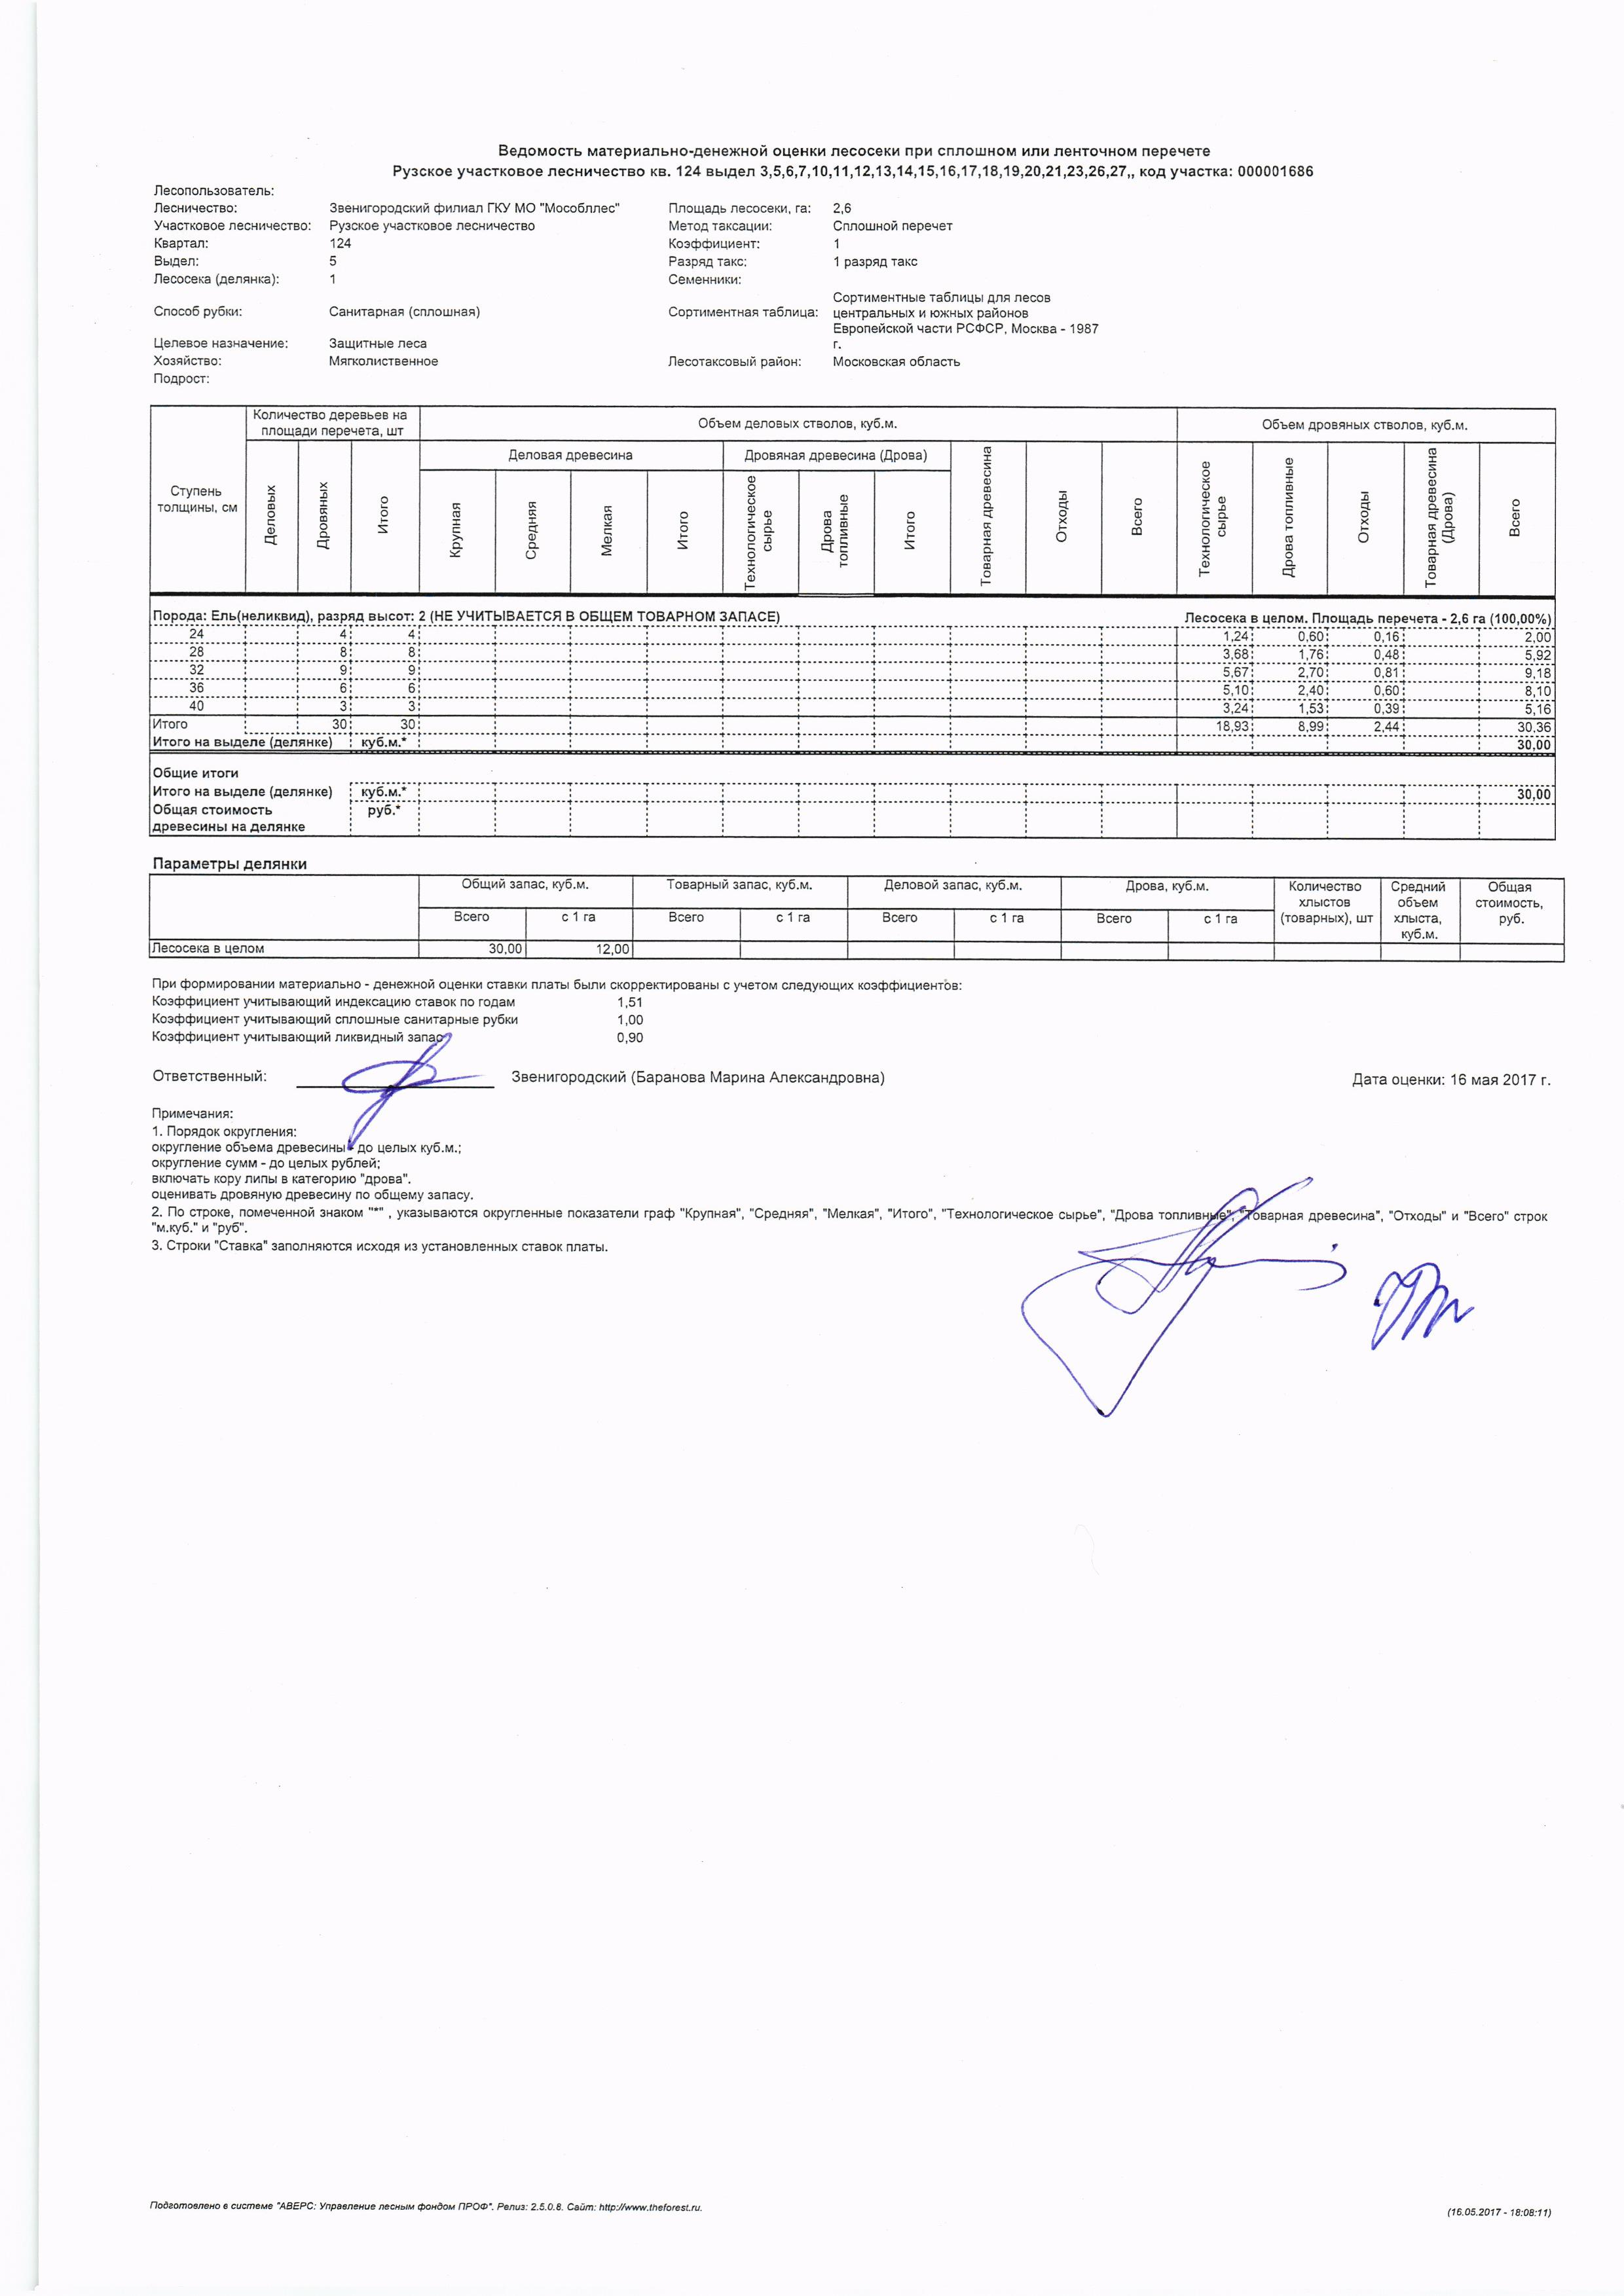 Ведомость материально-денежной оценки лесосеки при сплошном или ленточном перечете
Рузское участковое лесничество кв. 124 выдел 3,5,6,7,10,11,12,13,14,15,16,17,18,19,20,21,23,26,27,, код участка: 000001686
Лесопользователь:
Лесничество: Звенигородский филиал ГКУ МО "Мособллес" Площадь лесосеки, га: 2,6
Участковое лесничество: Рузское участковое лесничество Метод таксации: Сплошной перечет
Квартал: 124 Коэффициент: 1
Выдел: 5 Разряд такс: 1 разряд такс
Лесосека (делянка): 1 Семенники:
Способ рубки: Санитарная (сплошная) Сортиментная таблица: Сортиментные таблицы для лесов
центральных и южных районов
Европейской части РСФСР, Москва - 1987
г.
Целевое назначение: Защитные леса
Хозяйство: Мягколиственное Лесотаксовый район: Московская область
Подрост:
Ступень толщины, см
Количество деревьев на площади перечета, шт
Объем деловых стволов, куб.м.
Объем дровяных стволов, куб.м.
Деловая древесина
Дровяная древесина (Дрова)
Деловых
Дровяных
Итого
Крупная
Средняя
Мелкая
Итого
Технологическое сырье
Дрова топливные
Итого
Товарная древесина
Отходы
Всего
Технологическое сырье
Дрова топливные
Отходы
Товарная древесина (Дрова)
Всего
Порода: Ель(неликвид), разряд высот: 2 (НЕ УЧИТЫВАЕТСЯ В ОБЩЕМ ТОВАРНОМ ЗАПАСЕ) Лесосека в целом. Площадь перечета - 2,6 га (100,00%)
24 4 4 1,24 0,60 0,16 2,00
28 8 8 3,68 1,76 0,48 5,92
32 9 9 5,67 2,70 0,81 9,18
36 6 6 5,10 2,40 0,60 8,10
40 3 3 3,24 1,53 0,39 5,16
Итого 30 30 18,93 8,99 2,44 30,36
Итого на выделе (делянке) куб.м.* 30,00
Общие итоги
Итого на выделе (делянке) куб.м.* 30,00
Общая стоимость руб.*
древесины на делянке
Параметры делянки
Общий запас, куб.м. Товарный запас, куб.м. Деловой запас, куб.м. Дрова, куб.м.
Количество хлыстов (товарных), шт
Средний объем хлыста, куб.м.
Общая стоимость, руб.
Всего с 1 га Всего с 1 га Всего с 1 га Всего с 1 га
Лесосека в целом 30,00 12,00
При формировании материально - денежной оценки ставки платы были скорректированы с учетом следующих коэффициентов:
Коэффициент учитывающий индексацию ставок по годам 1,51
Коэффициент учитывающий сплошные санитарные рубки 1,00
Коэффициент учитывающий ликвидный запас 0,90
Ответственный: Звенигородский (Баранова Марина Александровна) Дата оценки: 16 мая 2017 г.
Примечания:
1. Порядок округления:
округление объема древесины - до целых куб.м.;
округление сумм - до целых рублей;
включать кору липы в категорию "дрова".
оценивать дровяную древесину по общему запасу.
2. По строке, помеченной знаком "*" , указываются округленные показатели граф "Крупная", "Средняя", "Мелкая", "Итого", "Технологическое сырье", "Дрова топливные", "Товарная древесина", "Отходы" и "Всего" строк
"м.куб." и "руб".
3. Строки "Ставка" заполняются исходя из установленных ставок платы.
Подготовлено в системе "АВЕРС: Управление лесным фондом ПРОФ". Релиз: 2.5.0.8. Сайт: http://www.theforest.ru. (16.05.2017 - 18:08:11)